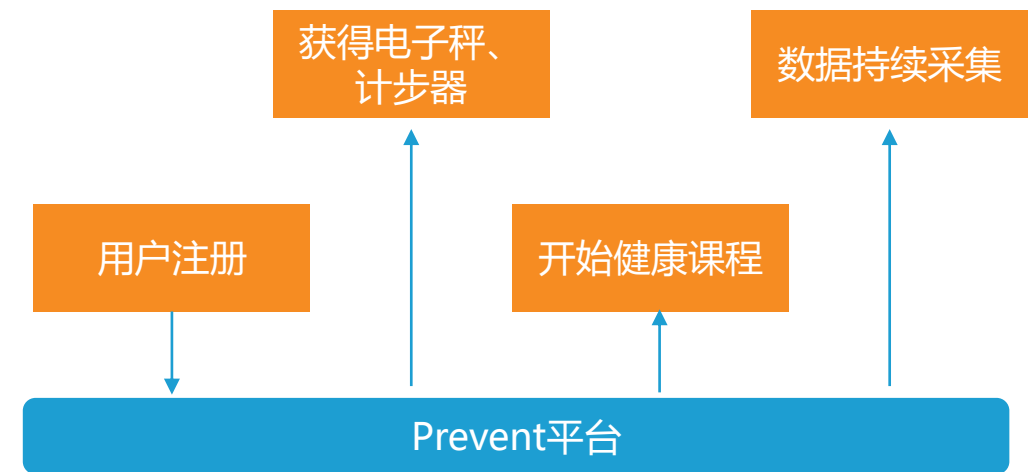 获得电子秤、
计步器
数据持续采集
用户注册
开始健康课程
Prevent平台